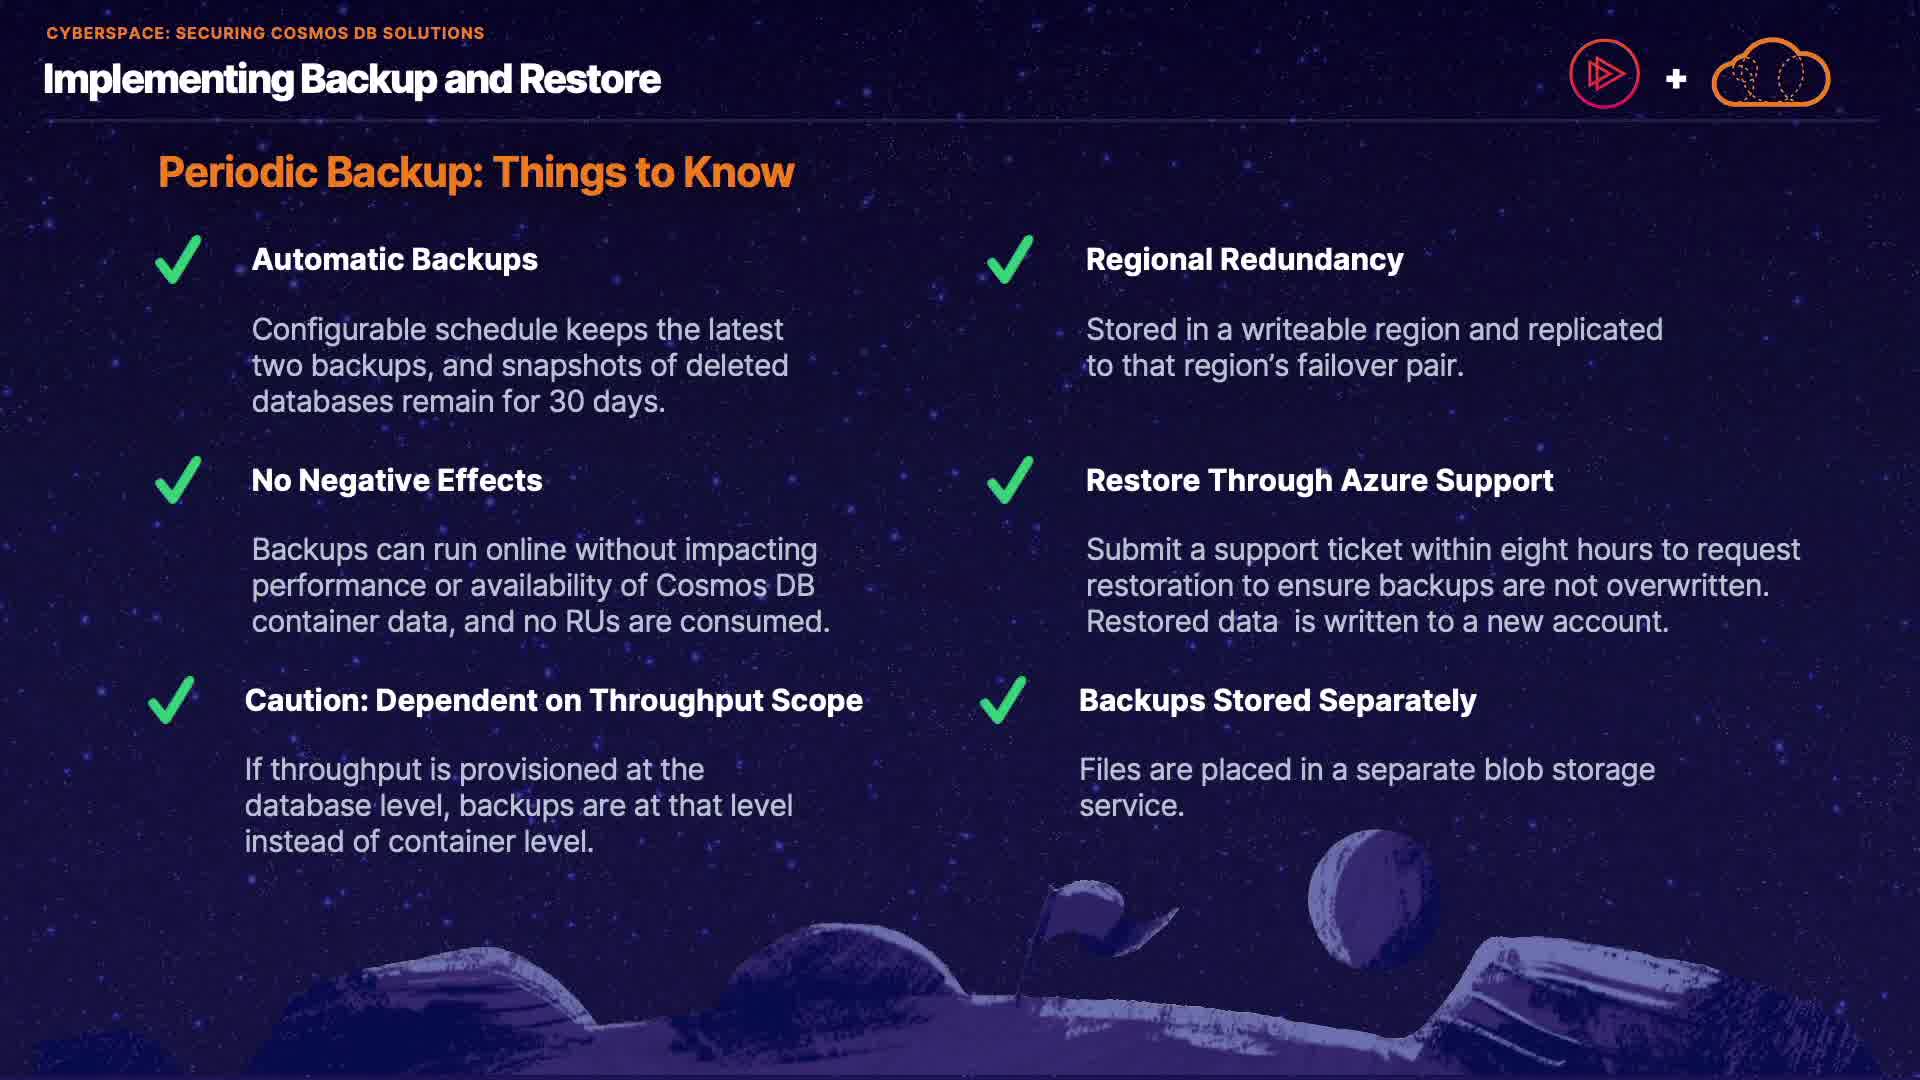 CYBERSPACE: SECURING COSMOS DB SOLUTIONS
Implementing Backup and Restore
+
Periodic Backup: Things to Know
Automatic Backups
Configurable schedule keeps the latest
two backups, and snapshots of deleted
databases remain for 30 days.
Regional Redundancy
Stored in a writeable region and replicated
to that region’s failover pair.
No Negative Effects
Backups can run online without impacting
performance or availability of Cosmos DB
container data, and no RUs are consumed.
Restore Through Azure Support
Submit a support ticket within eight hours to request
restoration to ensure backups are not overwritten.
Restored data  is written to a new account.
Caution: Dependent on Throughput Scope
If throughput is provisioned at the
database level, backups are at that level
instead of container level.
Backups Stored Separately
Files are placed in a separate blob storage
service.